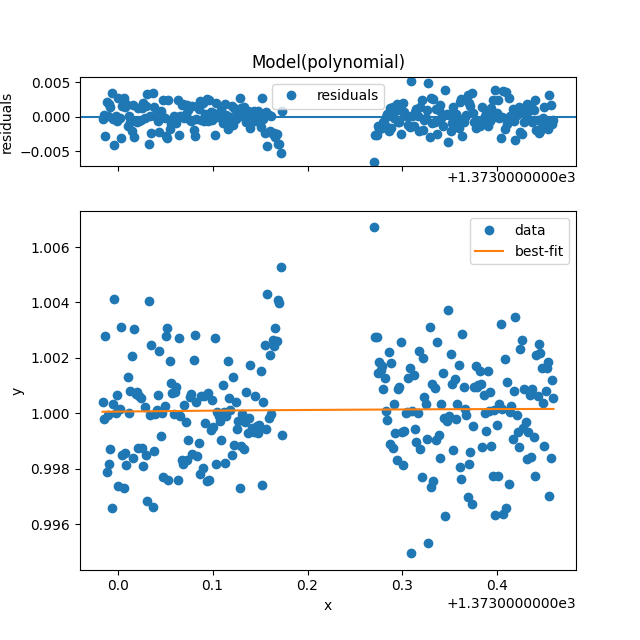 Model(polynomial)
residuals
0.005
0.000
−0.005
residuals
+1.3730000000e3
y
1.006
1.004
1.002
1.000
0.998
0.996
data
best-fit
0.0 0.1 0.2 0.3 0.4
x
+1.3730000000e3